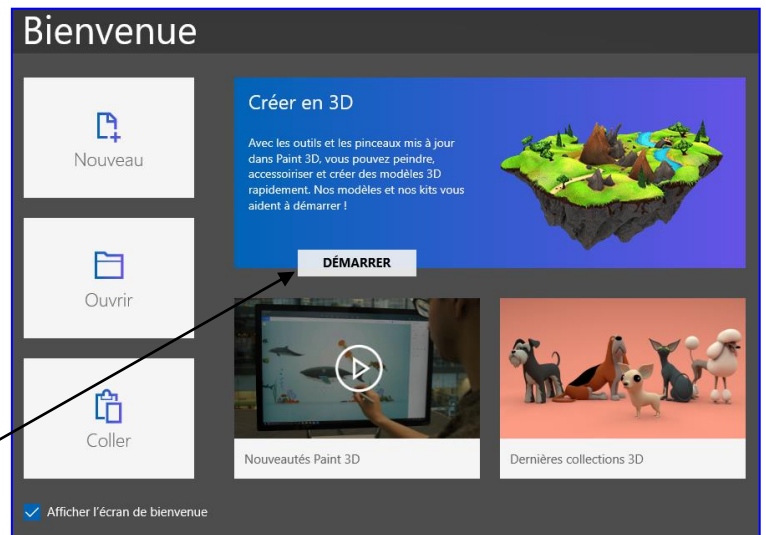 Bienvenue
Nouveau
Ouvrir
Coller
Créer en 3D
Avec les outils et les pinceaux mis à jour
dans Paint 3D, vous pouvez peindre,
accessoiriser et créer des modèles 3D
rapidement. Nos modèles et nos kits vous
aident à démarrer !
DÉMARRER
Nouveautés Paint 3D
Dernières collections 3D
Afficher l'écran de bienvenue